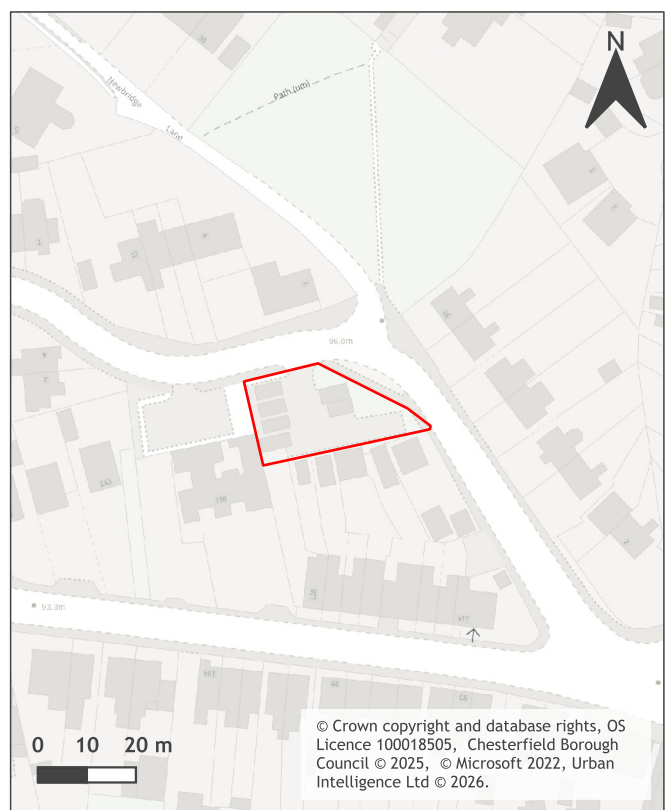 N
Newbridge
Lane
Path (um)
96.0m
130
93.3m
0 10 20 m
© Crown copyright and database rights, OS
Licence 100018505, Chesterfield Borough
Council © 2025, © Microsoft 2022, Urban
Intelligence Ltd © 2026.